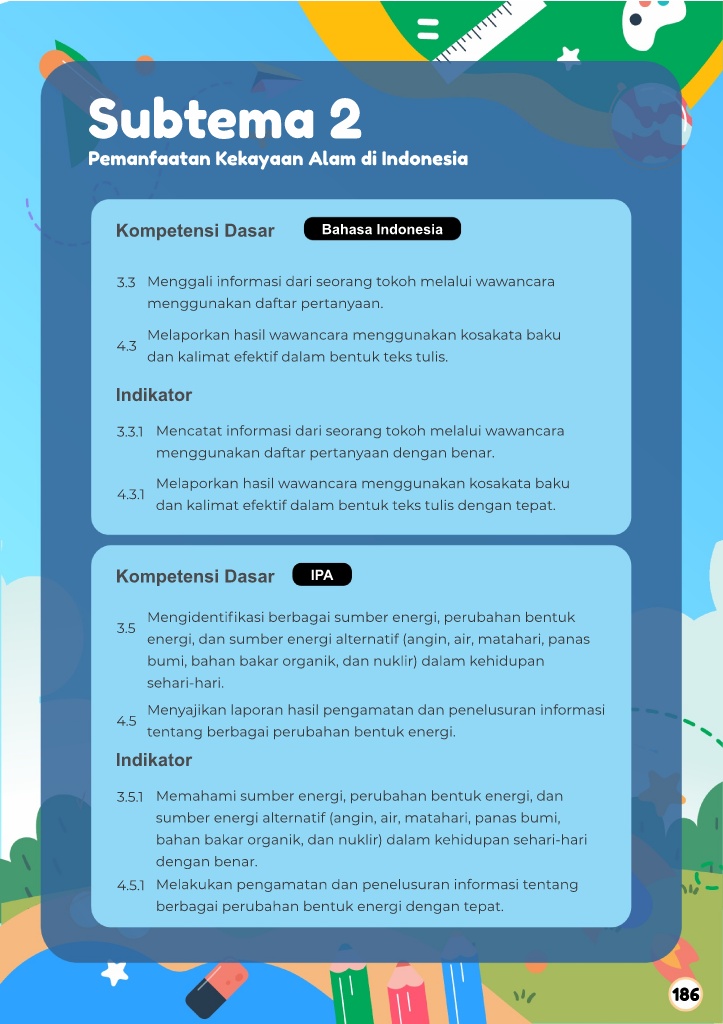 Subtema 2
Pemanfaatan Kekayaan Alam di Indonesia
Kompetensi Dasar Bahasa Indonesia
3.3 Menggali informasi dari seorang tokoh melalui wawancara
menggunakan daftar pertanyaan.
4.3 Melaporkan hasil wawancara menggunakan kosakata baku
dan kalimat efektif dalam bentuk teks tulis.
Indikator
3.3.1 Mencatat informasi dari seorang tokoh melalui wawancara
menggunakan daftar pertanyaan dengan benar.
4.3.1 Melaporkan hasil wawancara menggunakan kosakata baku
dan kalimat efektif dalam bentuk teks tulis dengan tepat.
Kompetensi Dasar IPA
3.5 Mengidentifikasi berbagai sumber energi, perubahan bentuk
energi, dan sumber energi alternatif (angin, air, matahari, panas
bumi, bahan bakar organik, dan nuklir) dalam kehidupan
sehari-hari.
4.5 Menyajikan laporan hasil pengamatan dan penelusuran informasi
tentang berbagai perubahan bentuk energi.
Indikator
3.5.1 Memahami sumber energi, perubahan bentuk energi, dan
sumber energi alternatif (angin, air, matahari, panas bumi,
bahan bakar organik, dan nuklir) dalam kehidupan sehari-hari
dengan benar.
4.5.1 Melakukan pengamatan dan penelusuran informasi tentang
berbagai perubahan bentuk energi dengan tepat.
186